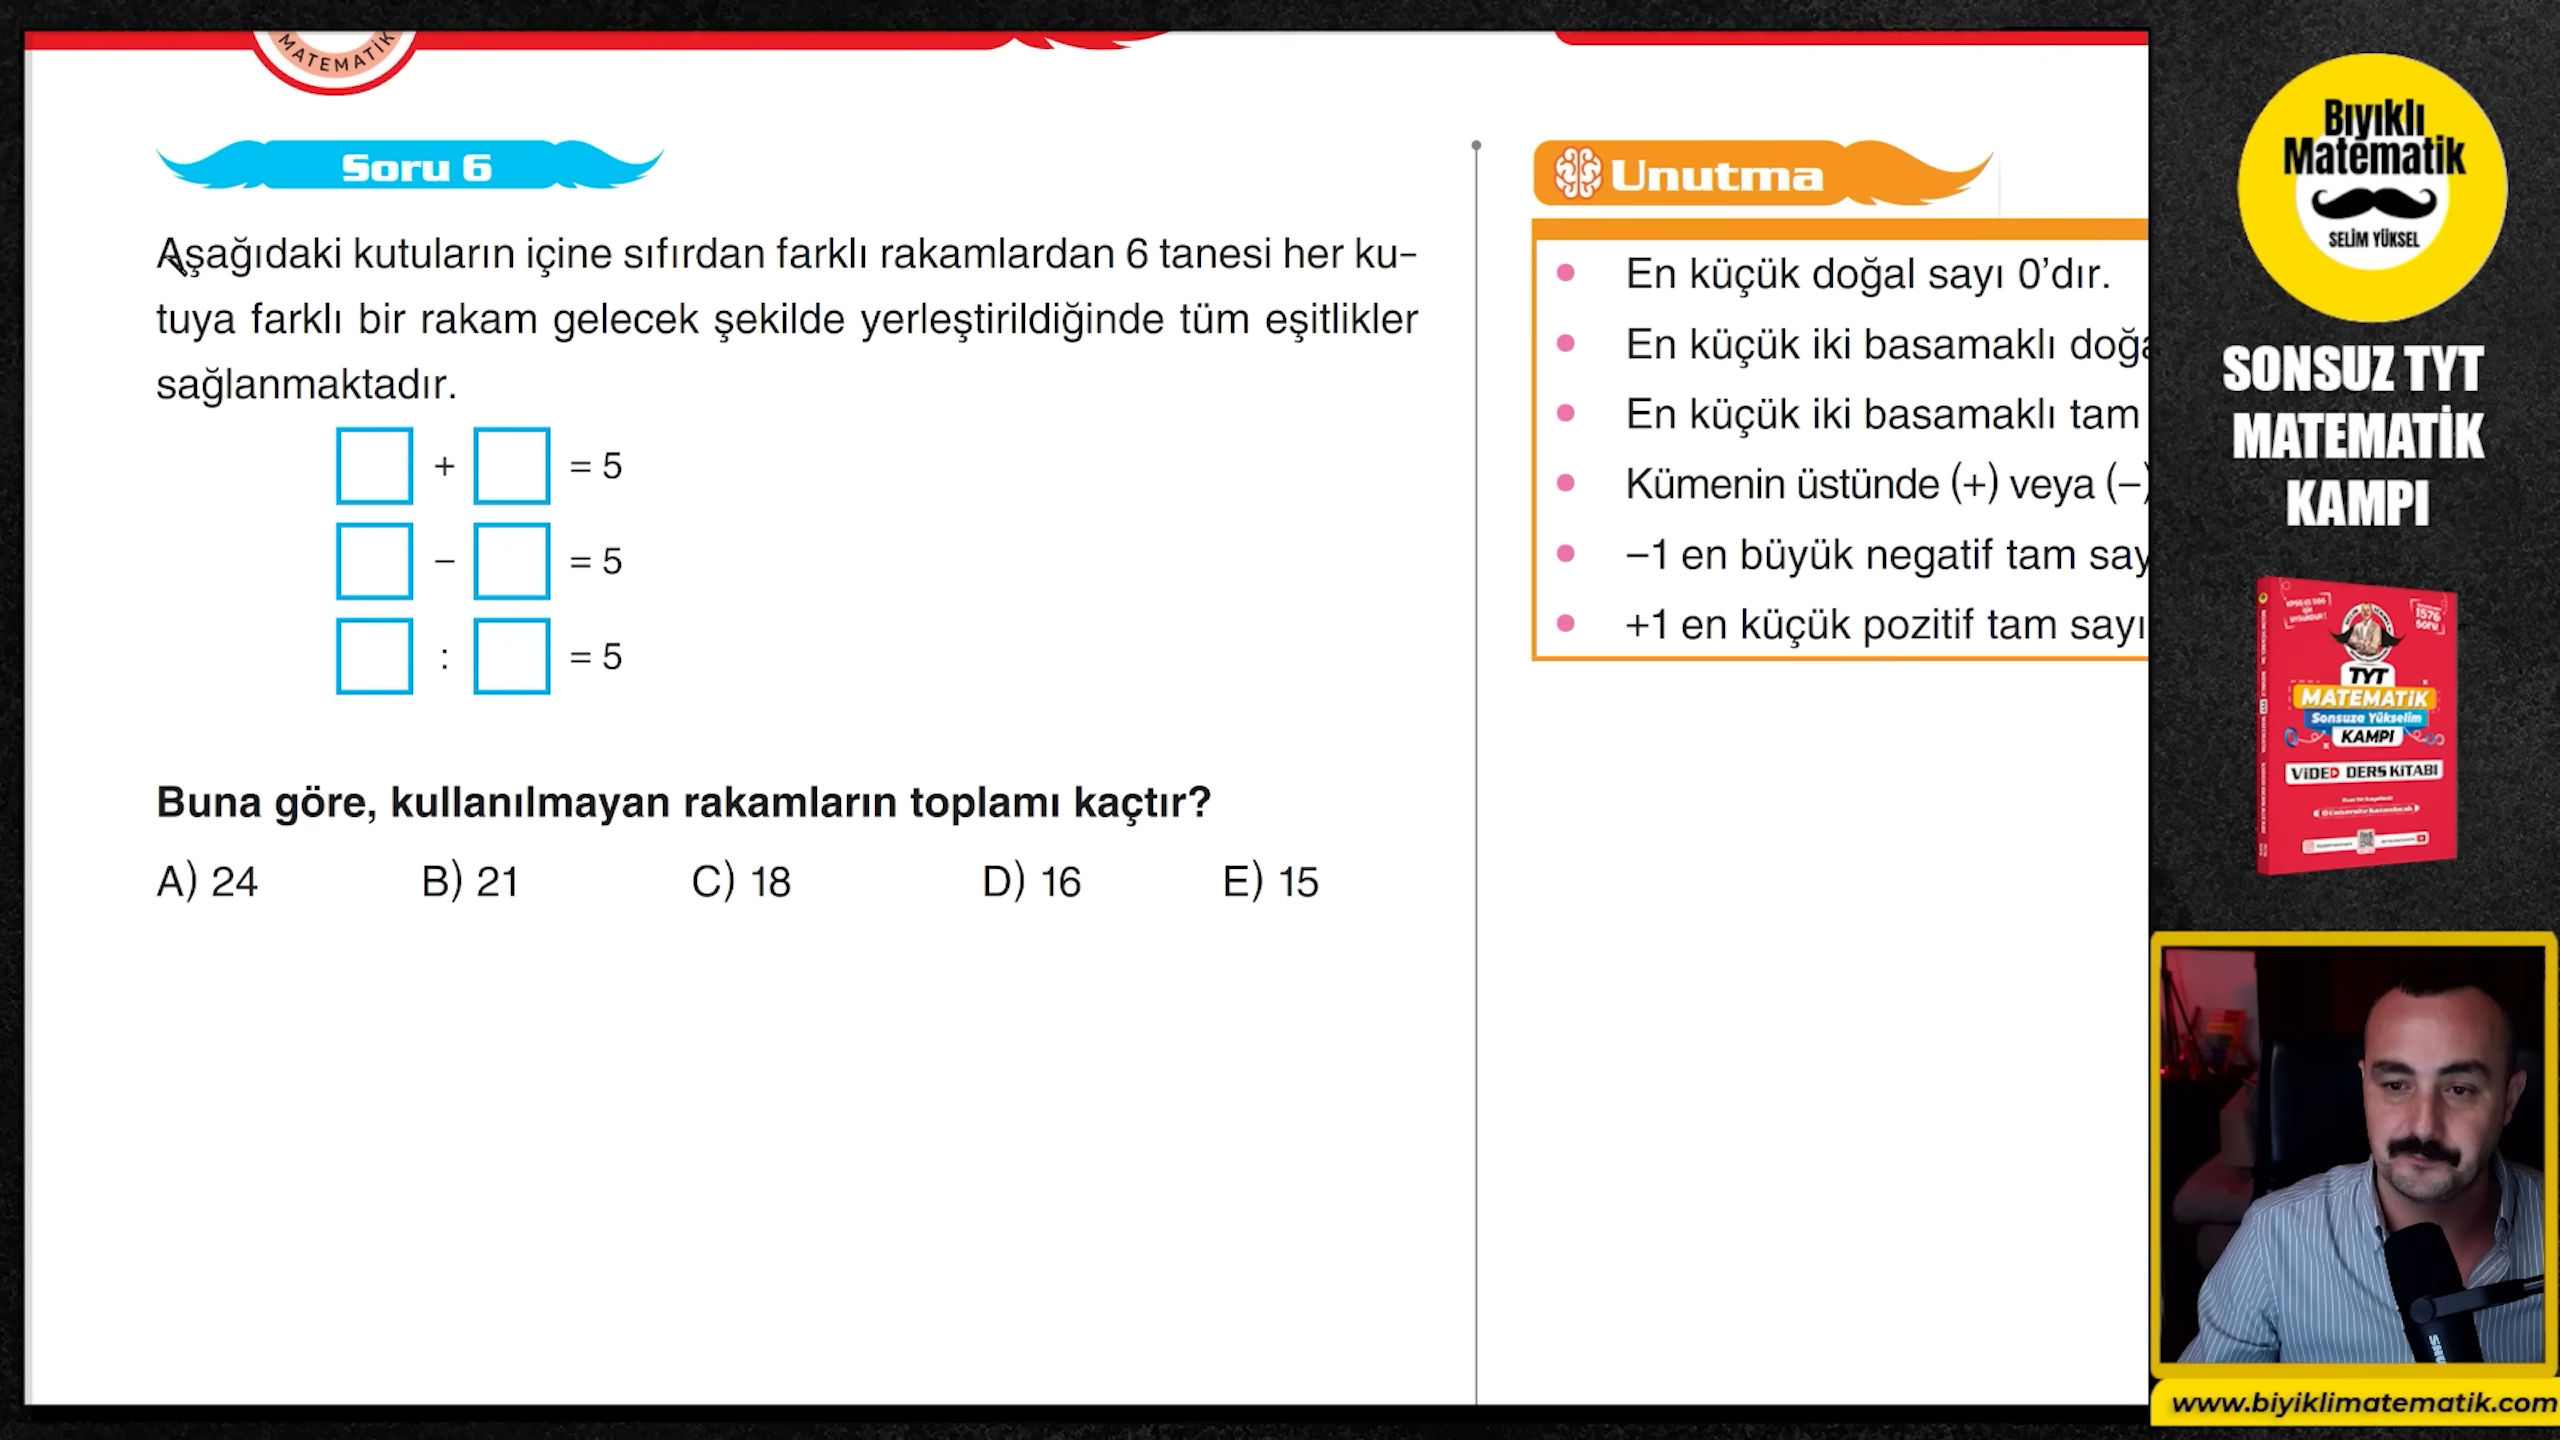 MATEMATİK
Soru 6
Aşağıdaki kutuların içine sıfırdan farklı rakamlardan 6 tanesi her ku-
tuya farklı bir rakam gelecek şekilde yerleştirildiğinde tüm eşitlikler
sağlanmaktadır.
+ = 5
– = 5
: = 5
Buna göre, kullanılmayan rakamların toplamı kaçtır?
A) 24 B) 21 C) 18 D) 16 E) 15
Unutma
• En küçük doğal sayı 0’dır.
• En küçük iki basamaklı doğa
• En küçük iki basamaklı tam
• Kümenin üstünde (+) veya (–)
• –1 en büyük negatif tam say
• +1 en küçük pozitif tam sayı
Bıyıklı
Matematik
SELİM YÜKSEL
SONSUZ TYT
MATEMATİK
KAMPI
1576
Soru
TYT
MATEMATİK
Sonsuza Yükselim
KAMPI
VİDEO DERS KİTABI
www.biyiklimatematik.com